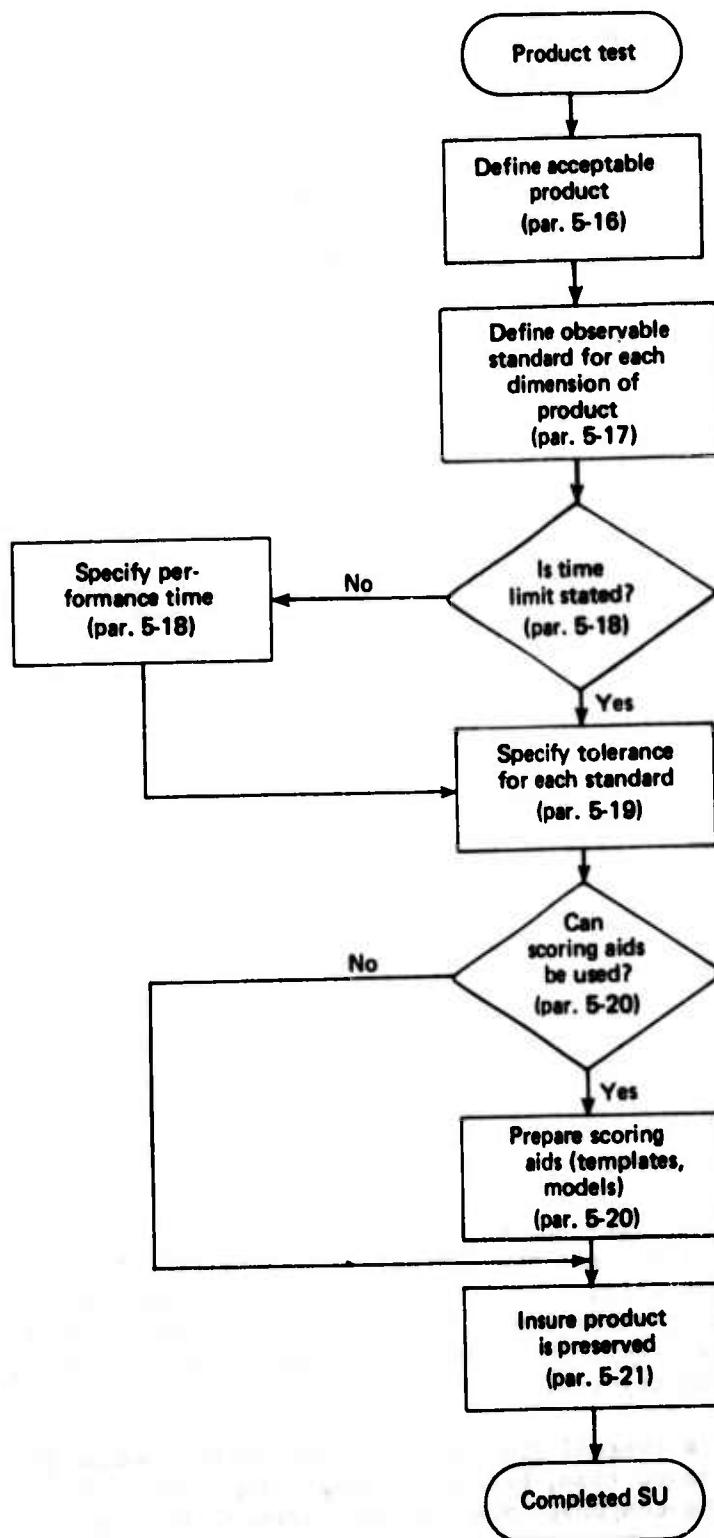 Product test
Define acceptable
product
(par. 5-16)
Define observable
standard for each
dimension of
product
(par. 5-17)
Is time
limit stated?
(par. 5-18)
No
Specify per-
formance time
(par. 5-18)
Yes
Specify tolerance
for each standard
(par. 5-19)
Can
scoring aids
be used?
(par. 5-20)
No
Yes
Prepare scoring
aids (templates,
models)
(par. 5-20)
Insure product
is preserved
(par. 5-21)
Completed SU